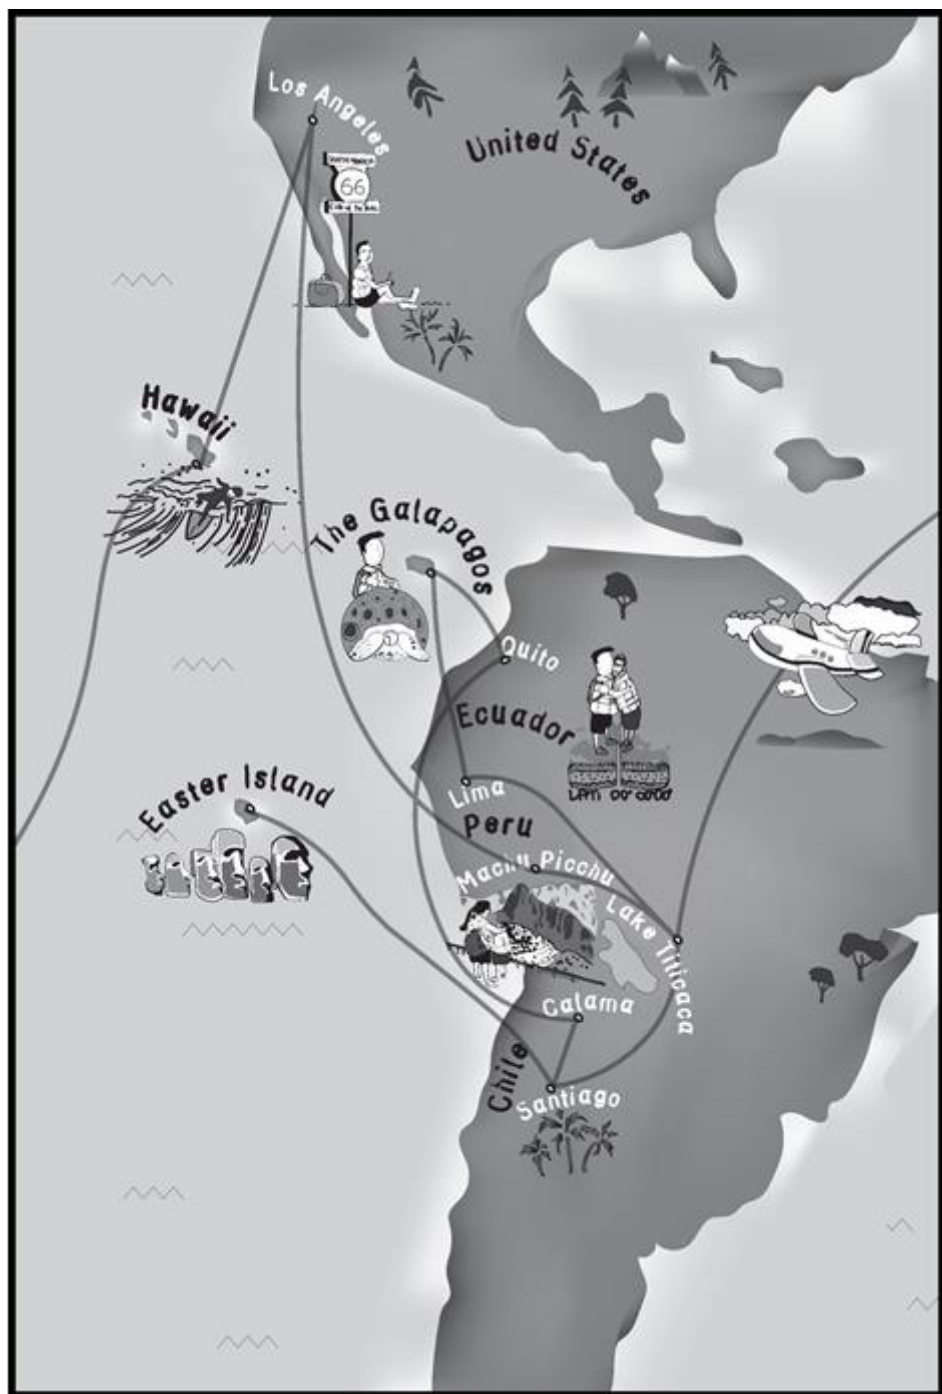 Los Angeles
United States
66
Hawaii
The Galapagos
Quito
Ecuador
Easter Island
Lima
Peru
Machu Picchu
Lake Titicaca
Calama
Chile
Santiago